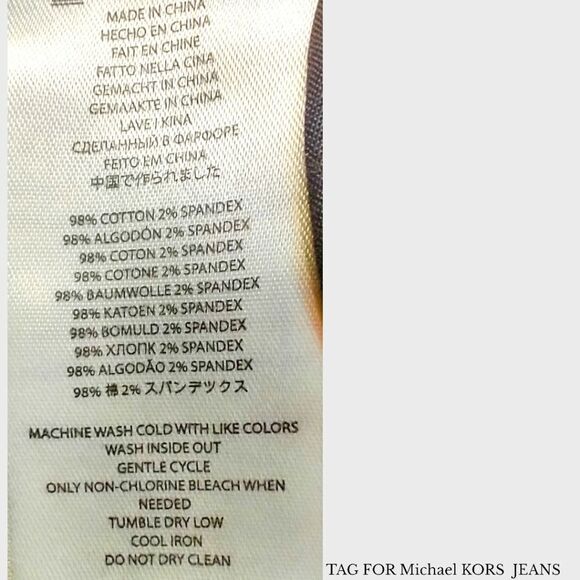 MADE IN CHINA
HECHO EN CHINA
FAIT EN CHINE
FATTO NELLA CINA
GEMACHT IN CHINA
GEMAAKTE IN CHINA
LAVE I KINA
СДЕЛАННЫЙ В ФАРФОРЕ
FEITO EM CHINA
中国で作られました
98% COTTON 2% SPANDEX
98% ALGODÓN 2% SPANDEX
98% COTON 2% SPANDEX
98% COTONE 2% SPANDEX
98% BAUMWOLLE 2% SPANDEX
98% KATOEN 2% SPANDEX
98% BOMULD 2% SPANDEX
98% ХЛОПК 2% SPANDEX
98% ALGODÃO 2% SPANDEX
98% 棉 2% スパンデックス
MACHINE WASH COLD WITH LIKE COLORS
WASH INSIDE OUT
GENTLE CYCLE
ONLY NON-CHLORINE BLEACH WHEN
NEEDED
TUMBLE DRY LOW
COOL IRON
DO NOT DRY CLEAN
TAG FOR Michael KORS JEANS